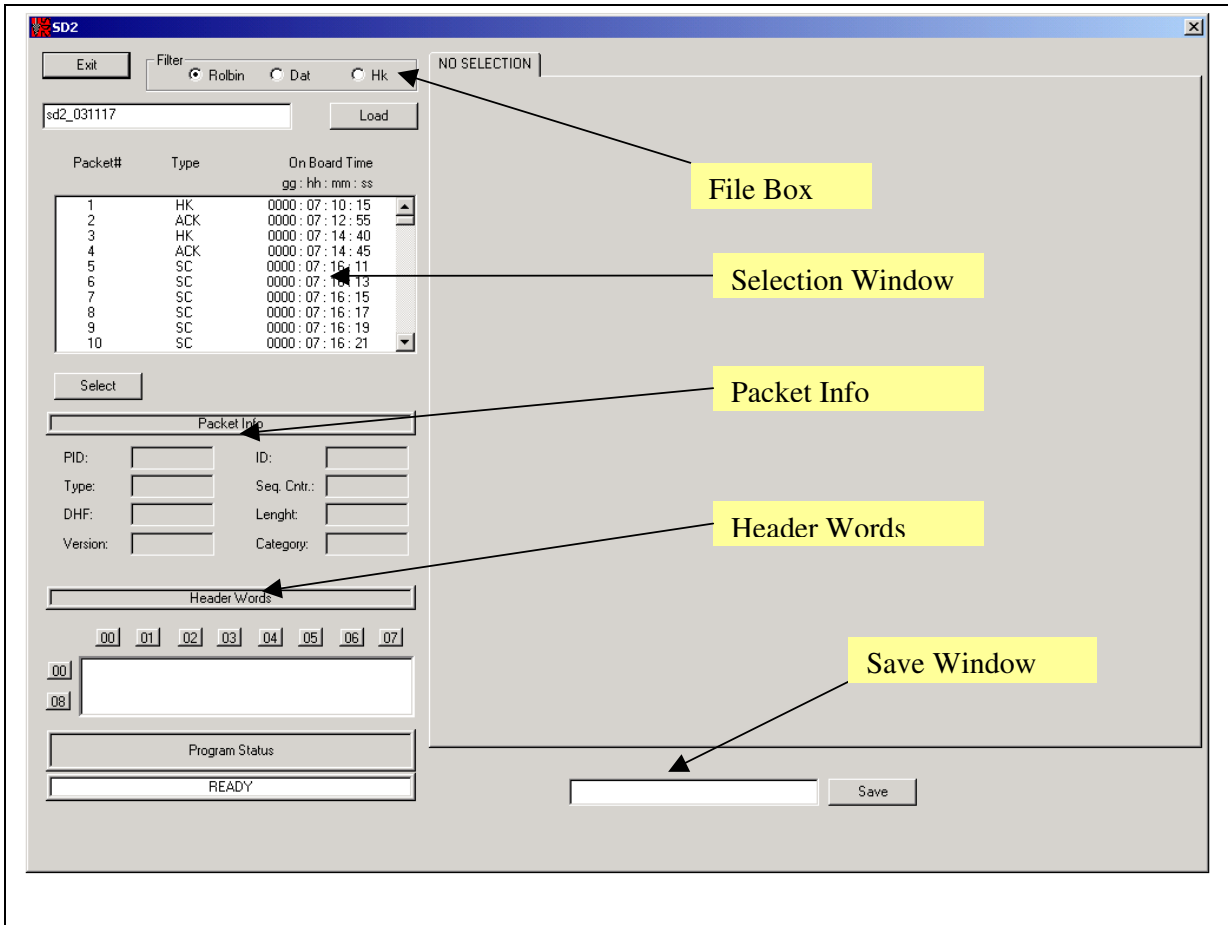 SD2
Exit
Filter
Rolbin Dat Hk
NO SELECTION
sd2_031117
Load
Packet# Type On Board Time
gg : hh : mm : ss
1 HK 0000 : 07 : 10 : 15
2 ACK 0000 : 07 : 12 : 55
3 HK 0000 : 07 : 14 : 40
4 ACK 0000 : 07 : 14 : 45
5 SC 0000 : 07 : 16 : 11
6 SC 0000 : 07 : 16 : 13
7 SC 0000 : 07 : 16 : 15
8 SC 0000 : 07 : 16 : 17
9 SC 0000 : 07 : 16 : 19
10 SC 0000 : 07 : 16 : 21
File Box
Selection Window
Select
Packet Info
Packet Info
PID: ID:
Type: Seq. Cntr.:
DHF: Lenght:
Version: Category:
Header Words
Header Words
00 01 02 03 04 05 06 07
00
08
Save Window
Program Status
READY
Save